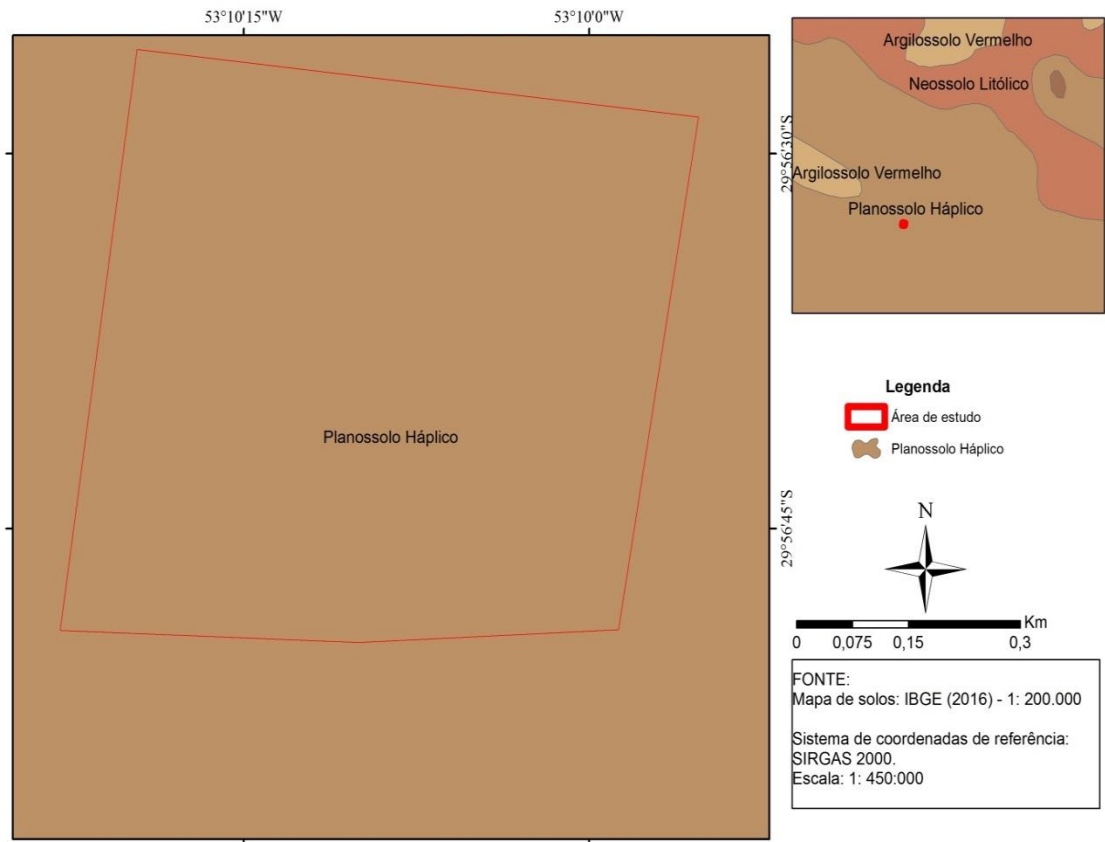 53°10'15"W
53°10'0"W
29°56'30"S
29°56'45"S
Planossolo Háplico
Argilossolo Vermelho
Neossolo Litólico
Argilossolo Vermelho
Planossolo Háplico
Legenda
Área de estudo
Planossolo Háplico
N
Km
0 0,075 0,15 0,3
FONTE:
Mapa de solos: IBGE (2016) - 1: 200.000
Sistema de coordenadas de referência:
SIRGAS 2000.
Escala: 1: 450:000